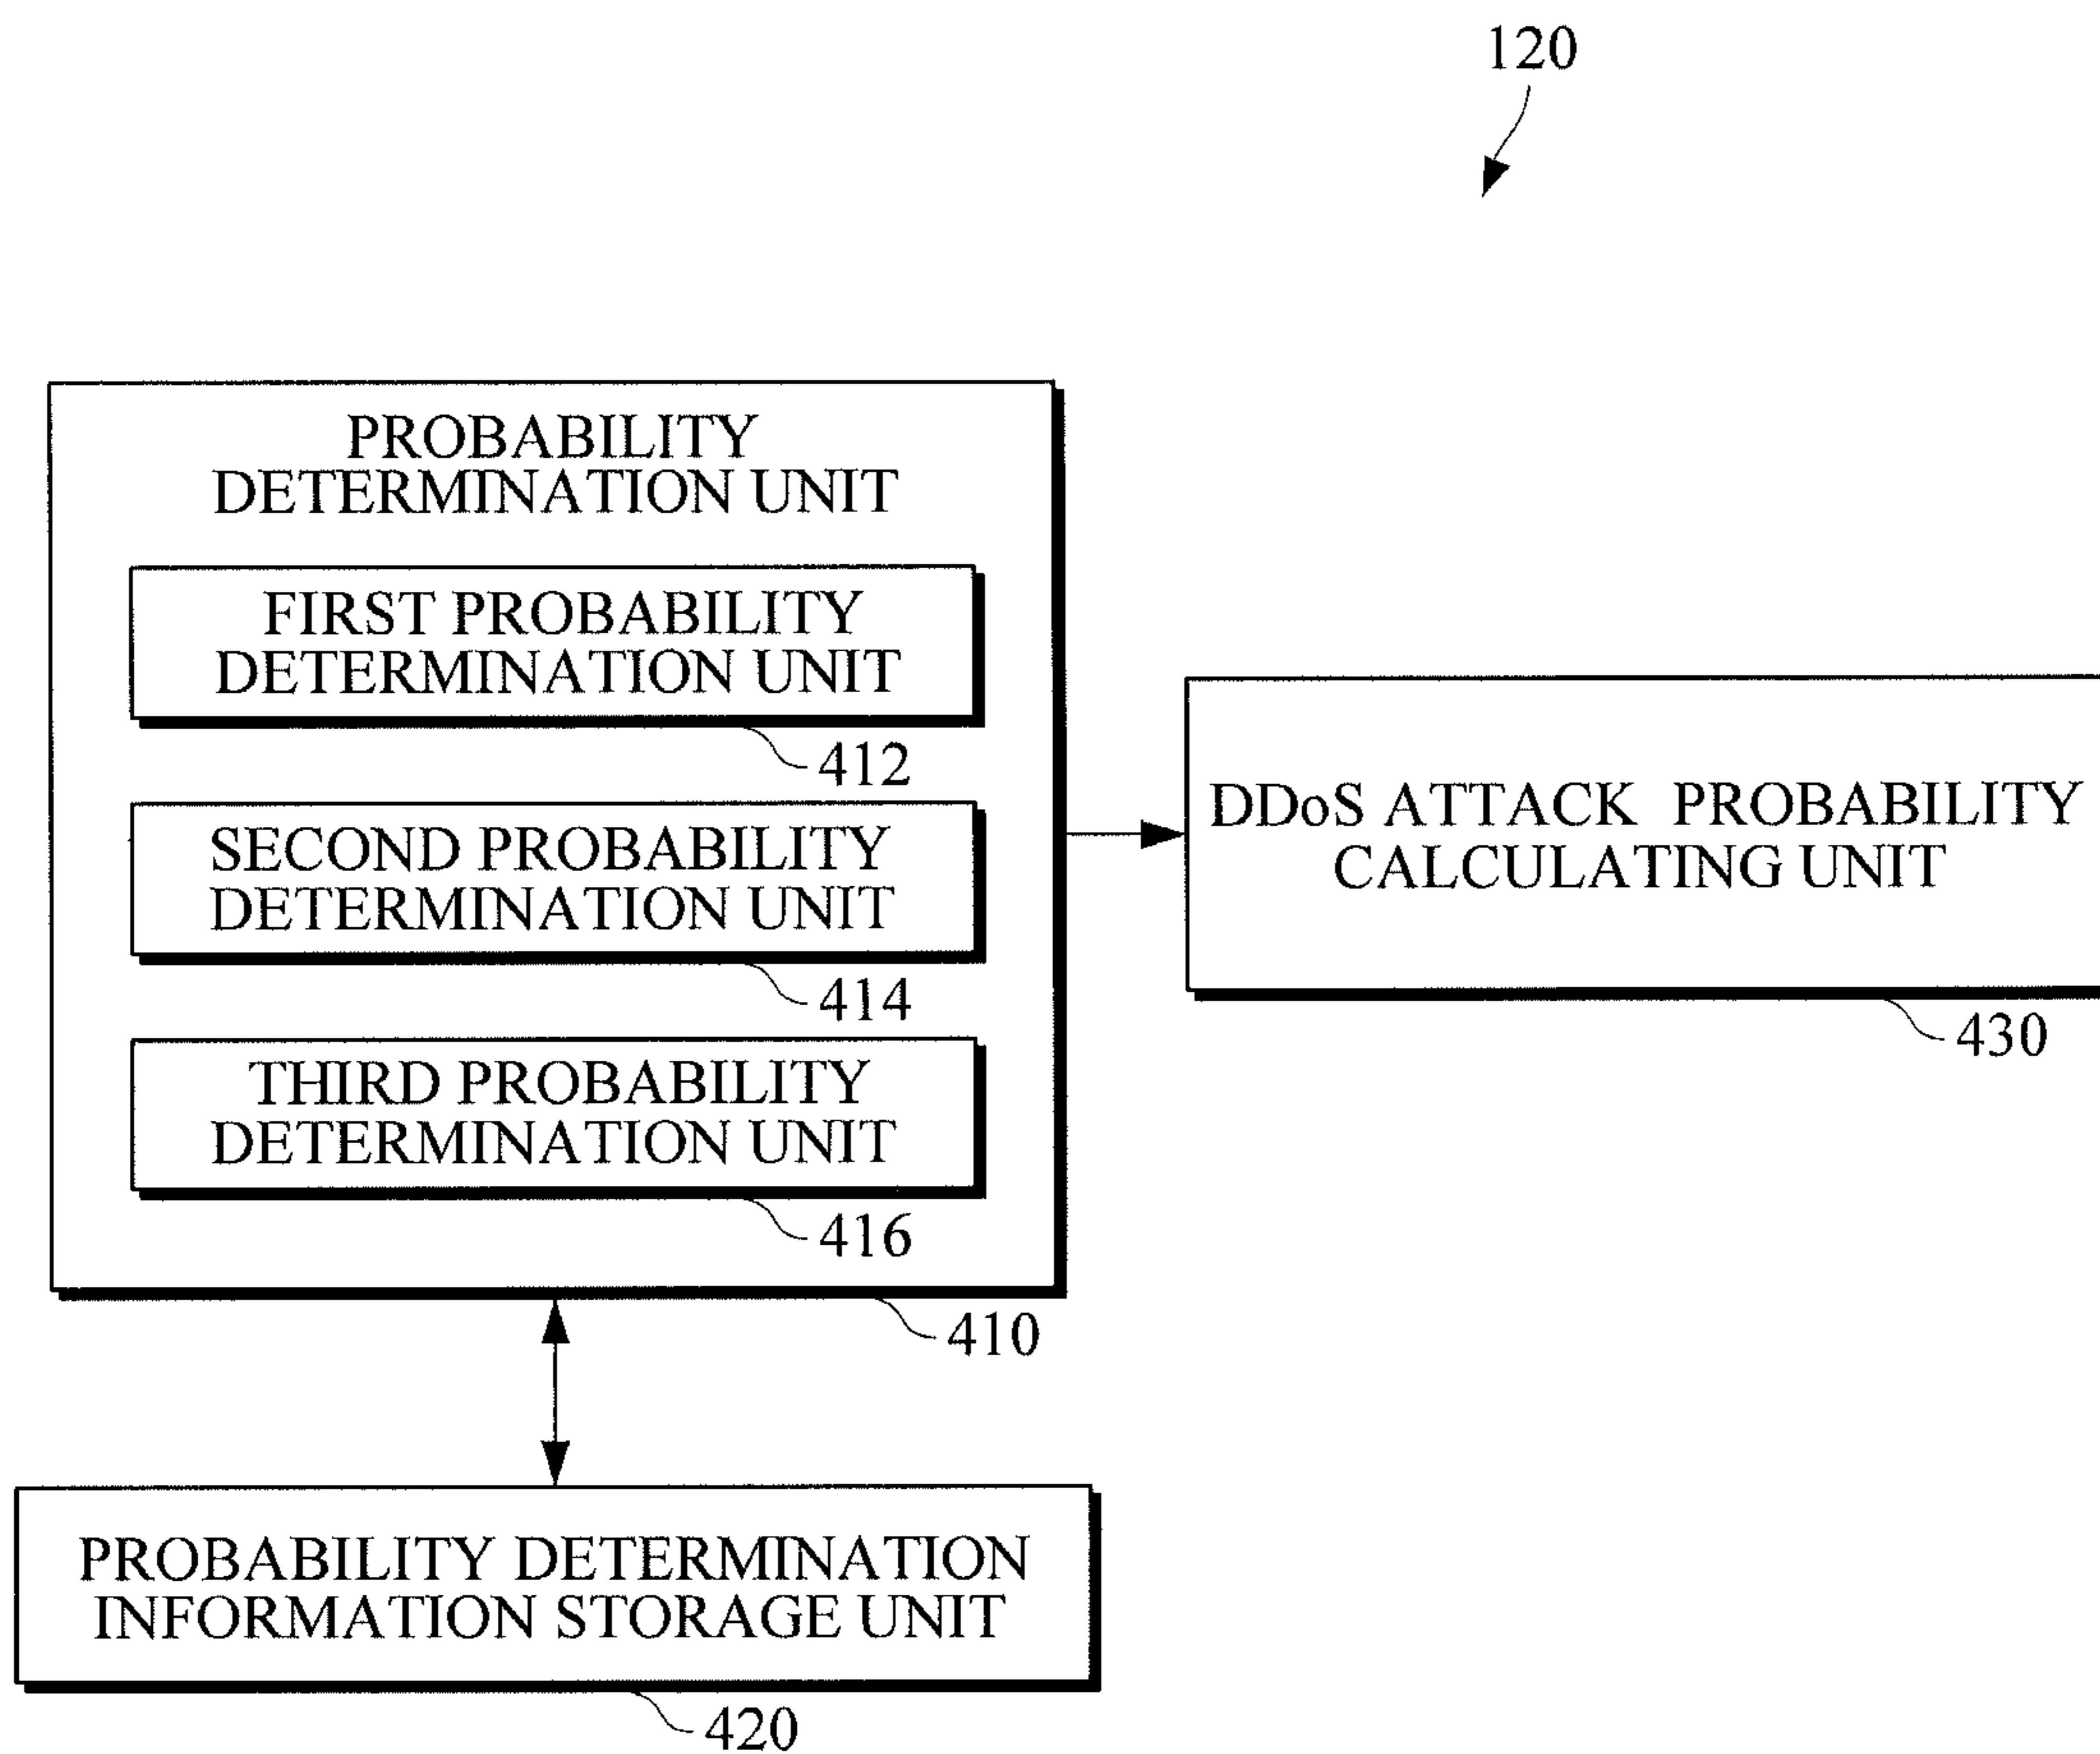 120
PROBABILITY
DETERMINATION UNIT
FIRST PROBABILITY
DETERMINATION UNIT
412
SECOND PROBABILITY
DETERMINATION UNIT
414
THIRD PROBABILITY
DETERMINATION UNIT
416
410
DDoS ATTACK PROBABILITY
CALCULATING UNIT
430
PROBABILITY DETERMINATION
INFORMATION STORAGE UNIT
420